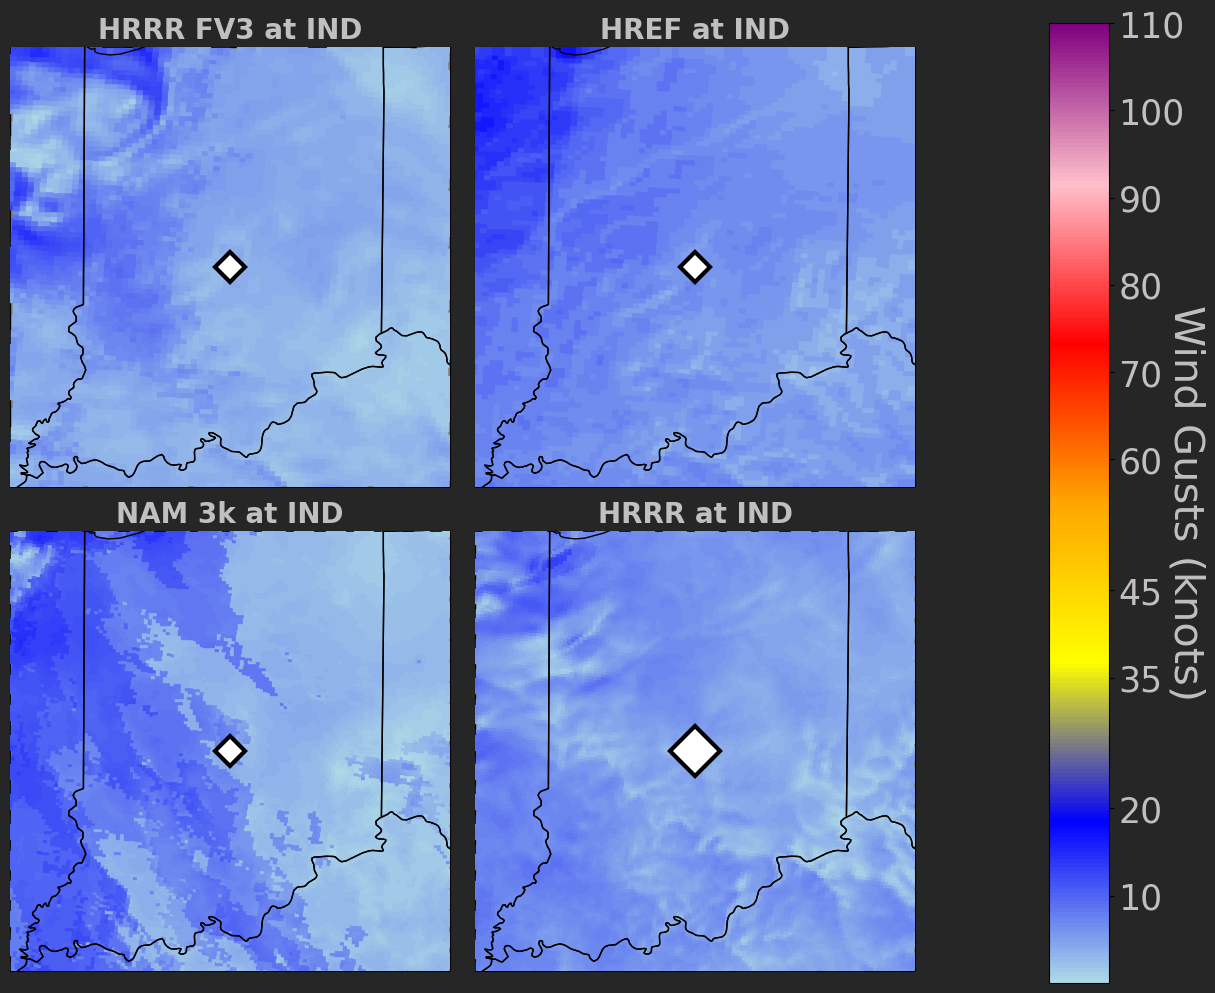 HRRR FV3 at IND
HREF at IND
NAM 3k at IND
HRRR at IND
110
100
90
80
70
60
45
35
20
10
Wind Gusts (knots)